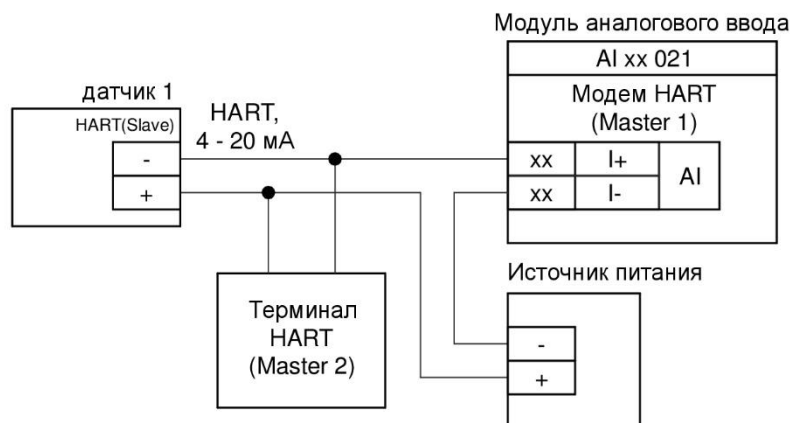 Модуль аналогового ввода
AI xx 021
Модем HART
(Master 1)
xx I+ AI
xx I-
датчик 1
HART(Slave)
-
+
HART,
4 - 20 мА
Терминал
HART
(Master 2)
Источник питания
-
+